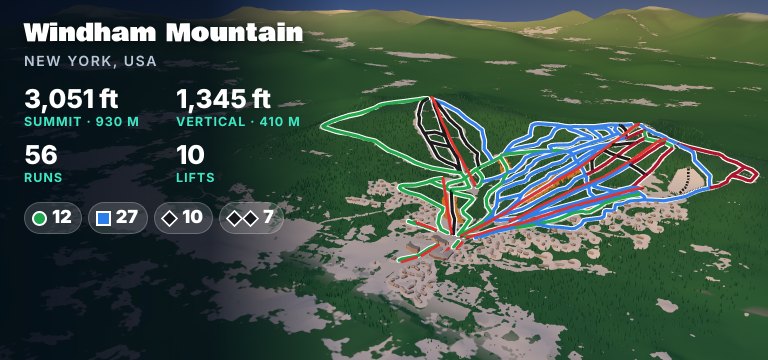 Windham Mountain
NEW YORK, USA
3,051 ft 1,345 ft
SUMMIT · 930 M VERTICAL · 410 M
56 10
RUNS LIFTS
12 27 10 7